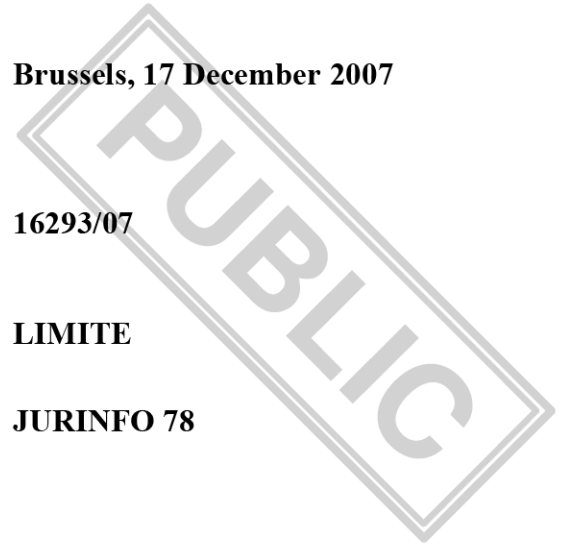 Brussels, 17 December 2007
16293/07
LIMITE
JURINFO 78
PUBLIC